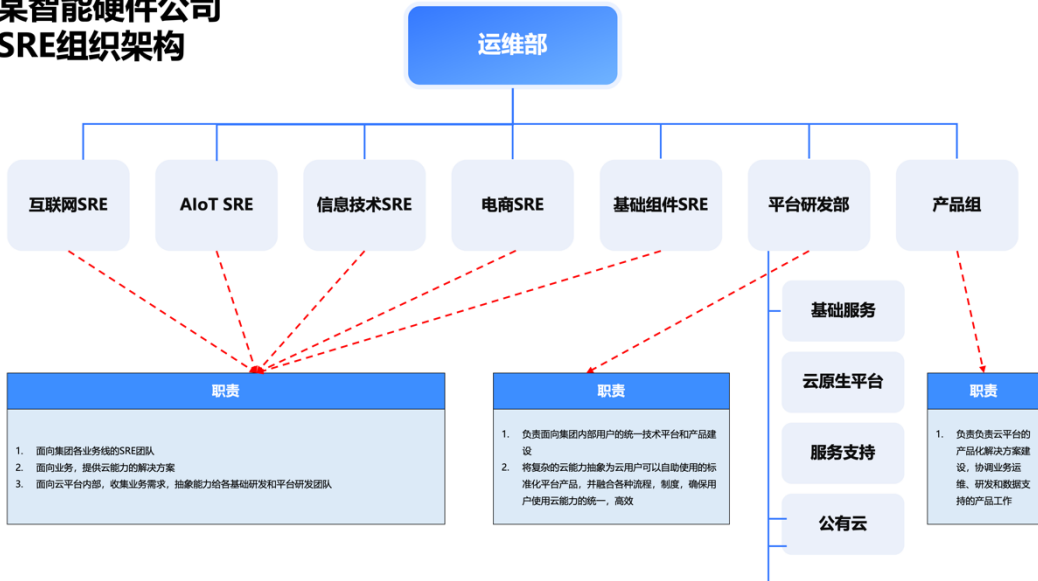 某智能硬件公司
SRE组织架构
运维部
互联网SRE
AIoT SRE
信息技术SRE
电商SRE
基础组件SRE
平台研发部
产品组
基础服务
云原生平台
服务支持
公有云
职责
1. 面向集团各业务线的SRE团队
2. 面向业务，提供云能力的解决方案
3. 面向云平台内部，收集业务需求，抽象能力给各基础研发和平台研发团队
职责
1. 负责面向集团内部用户的统一技术平台和产品建
设
2. 将复杂的云能力抽象为云用户可以自助使用的标
准化平台产品，并融合各种流程，制度，确保用
户使用云能力的统一，高效
职责
1. 负责负责云平台的
产品化解决方案建
设，协调业务运
维、研发和数据支
持的产品工作